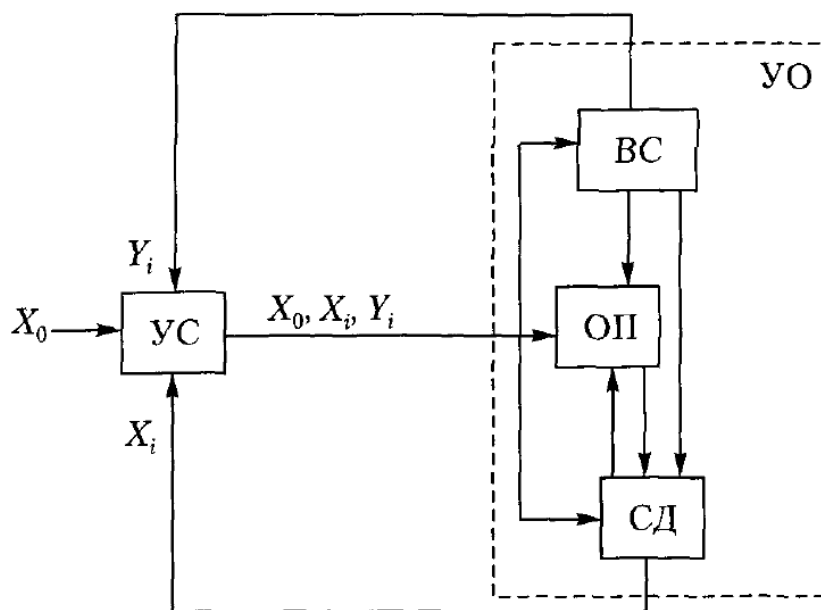 УО
ВС
Y_i
X_0
УС
X_0, X_i, Y_i
ОП
X_i
СД